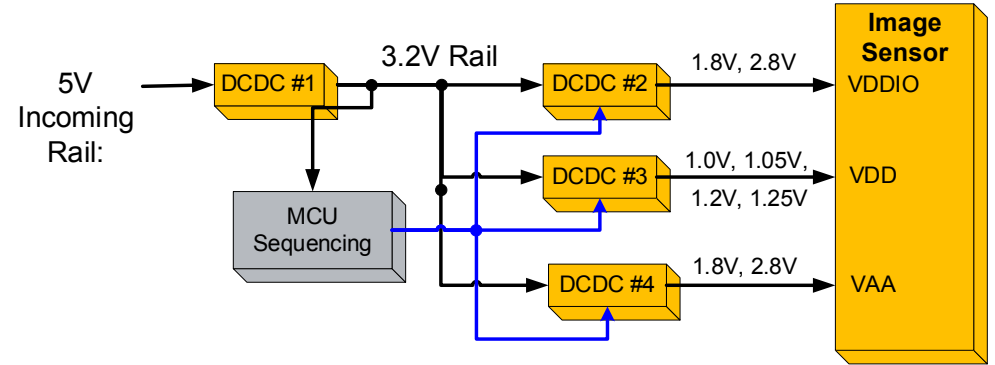 5V
Incoming
Rail:
DCDC #1
3.2V Rail
MCU
Sequencing
DCDC #2
1.8V, 2.8V
DCDC #3
1.0V, 1.05V,
1.2V, 1.25V
DCDC #4
1.8V, 2.8V
Image
Sensor
VDDIO
VDD
VAA